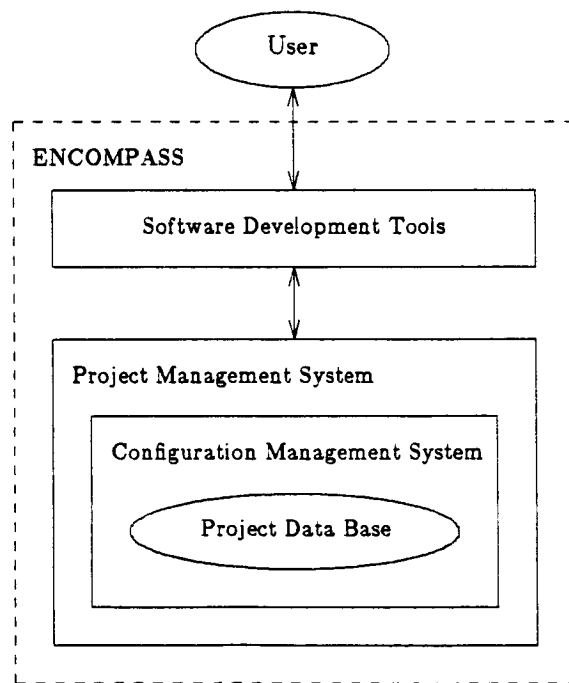 User
ENCOMPASS
Software Development Tools
Project Management System
Configuration Management System
Project Data Base